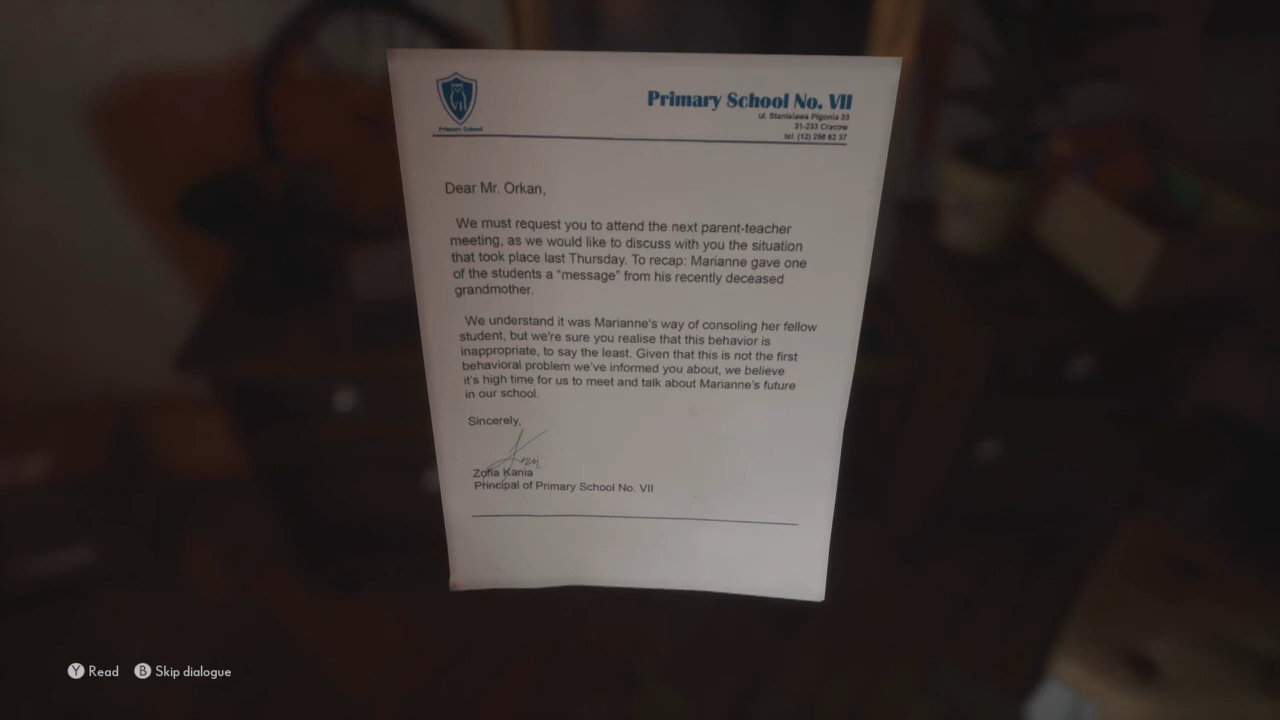 Primary School
Primary School No. VII
ul. Stanisława Pigonia 33
31-233 Cracow
tel. (12) 256 62 37
Dear Mr. Orkan,
We must request you to attend the next parent-teacher
meeting, as we would like to discuss with you the situation
that took place last Thursday. To recap: Marianne gave one
of the students a “message” from his recently deceased
grandmother.
We understand it was Marianne's way of consoling her fellow
student, but we're sure you realise that this behavior is
inappropriate, to say the least. Given that this is not the first
behavioral problem we've informed you about, we believe
it's high time for us to meet and talk about Marianne's future
in our school.
Sincerely,
Zofia Kania
Principal of Primary School No. VII
Y Read B Skip dialogue